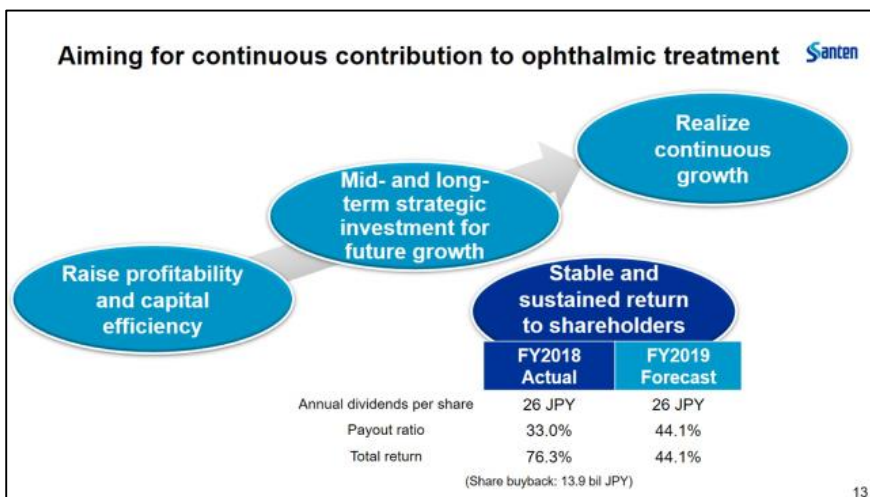 Aiming for continuous contribution to ophthalmic treatment
Santen
Realize
continuous
growth
Mid- and long-
term strategic
investment for
future growth
Raise profitability
and capital
efficiency
Stable and
sustained return
to shareholders
FY2018 FY2019
Actual Forecast
Annual dividends per share 26 JPY 26 JPY
Payout ratio 33.0% 44.1%
Total return 76.3% 44.1%
(Share buyback: 13.9 bil JPY)
13